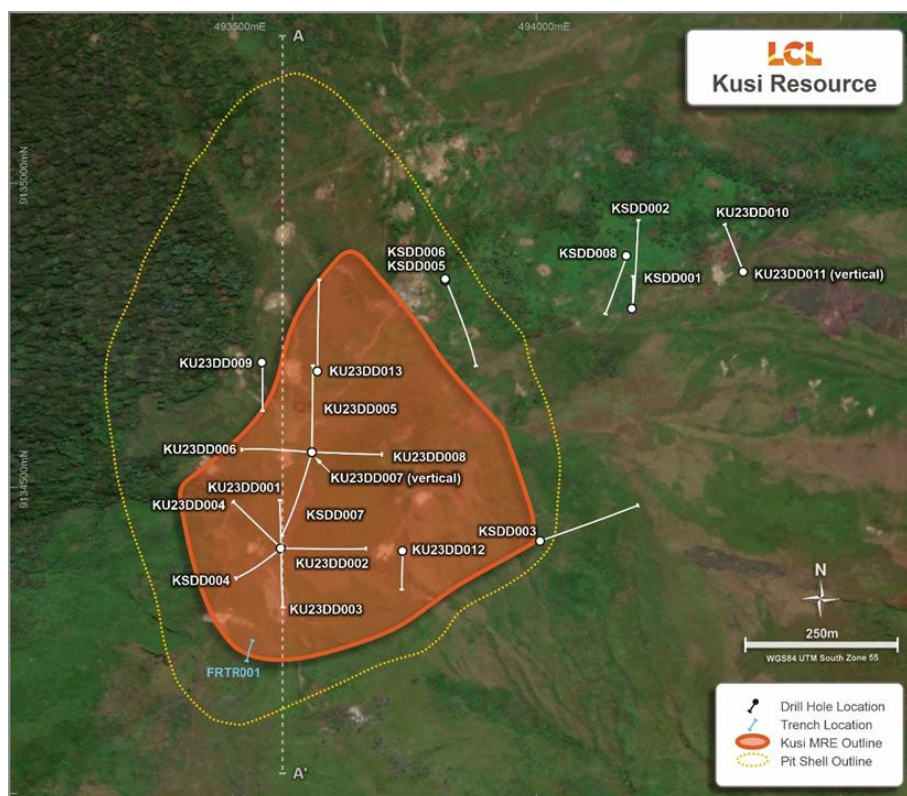 493500mE
494000mE
A
LCL
Kusi Resource
9135000mN
KSDD002
KU23DD010
KSDD006
KSDD005
KSDD008
KSDD001
KU23DD011 (vertical)
KU23DD009
KU23DD013
KU23DD005
KU23DD006
KU23DD008
KU23DD007 (vertical)
9134500mN
KU23DD001
KU23DD004
KSDD007
KSDD003
KU23DD012
KU23DD002
KSDD004
KU23DD003
N
250m
WGS84 UTM South Zone 55
FRTR001
Drill Hole Location
Trench Location
Kusi MRE Outline
Pit Shell Outline
A'